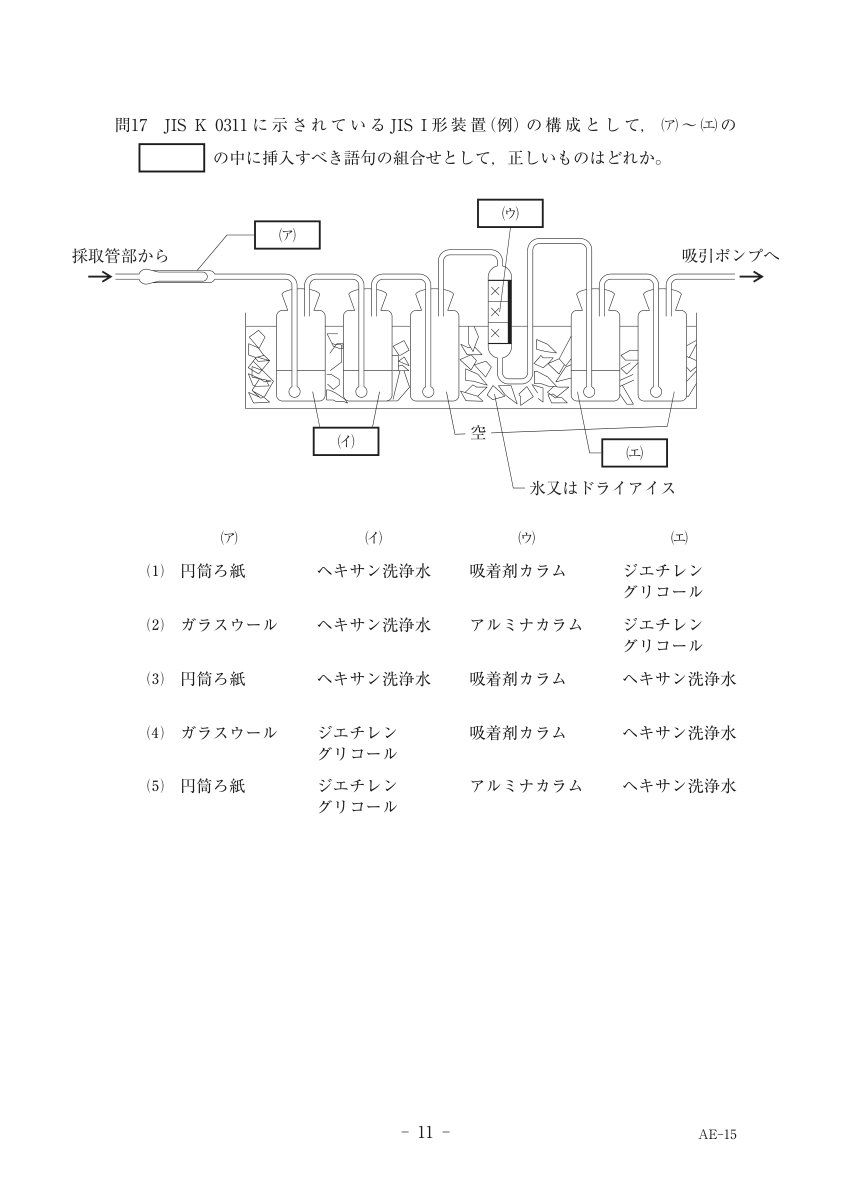 問17 JIS K 0311に示されているJIS I形装置(例)の構成として，㋐～㋓の
の中に挿入すべき語句の組合せとして，正しいものはどれか。
(ウ)
(ア)
採取管部から
吸引ポンプへ
(イ)
空
(エ)
氷又はドライアイス
(ア) (イ) (ウ) (エ)
(1) 円筒ろ紙 ヘキサン洗浄水 吸着剤カラム ジエチレン
グリコール
(2) ガラスウール ヘキサン洗浄水 アルミナカラム ジエチレン
グリコール
(3) 円筒ろ紙 ヘキサン洗浄水 吸着剤カラム ヘキサン洗浄水
(4) ガラスウール ジエチレン 吸着剤カラム ヘキサン洗浄水
グリコール
(5) 円筒ろ紙 ジエチレン アルミナカラム ヘキサン洗浄水
グリコール
－ 11 －
AE-15